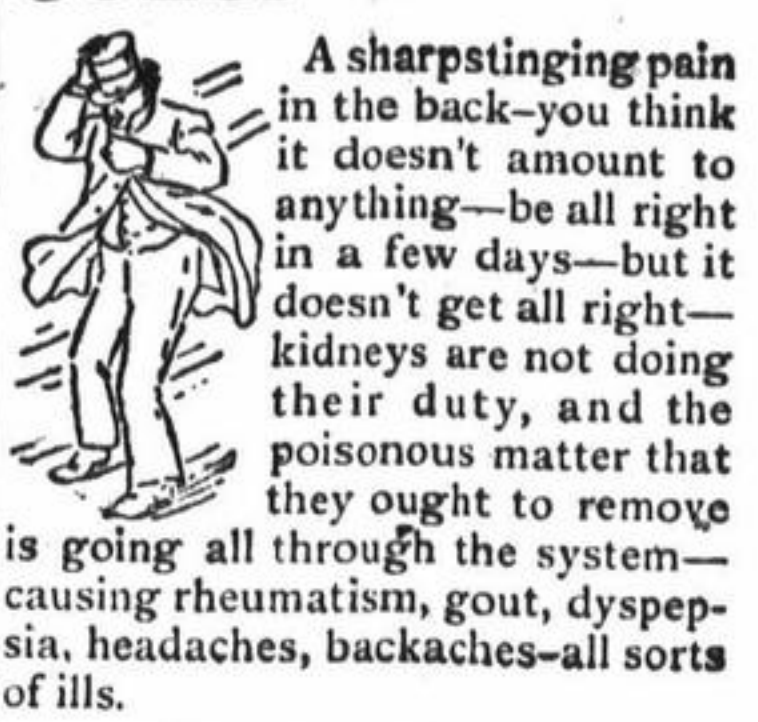 A sharpstinging pain
in the back–you think
it doesn't amount to
anything—be all right
in a few days—but it
doesn't get all right—
kidneys are not doing
their duty, and the
poisonous matter that
they ought to remove
is going all through the system—
causing rheumatism, gout, dyspep-
sia, headaches, backaches–all sorts
of ills.